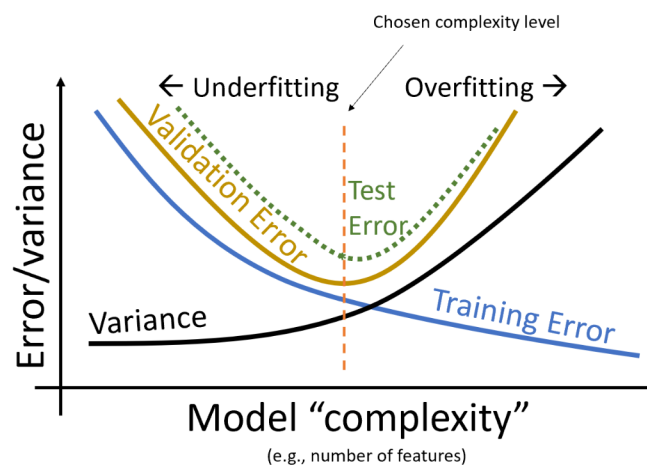 Chosen complexity level
← Underfitting
Overfitting →
Validation Error
Test
Error
Error/variance
Variance
Training Error
Model “complexity”
(e.g., number of features)